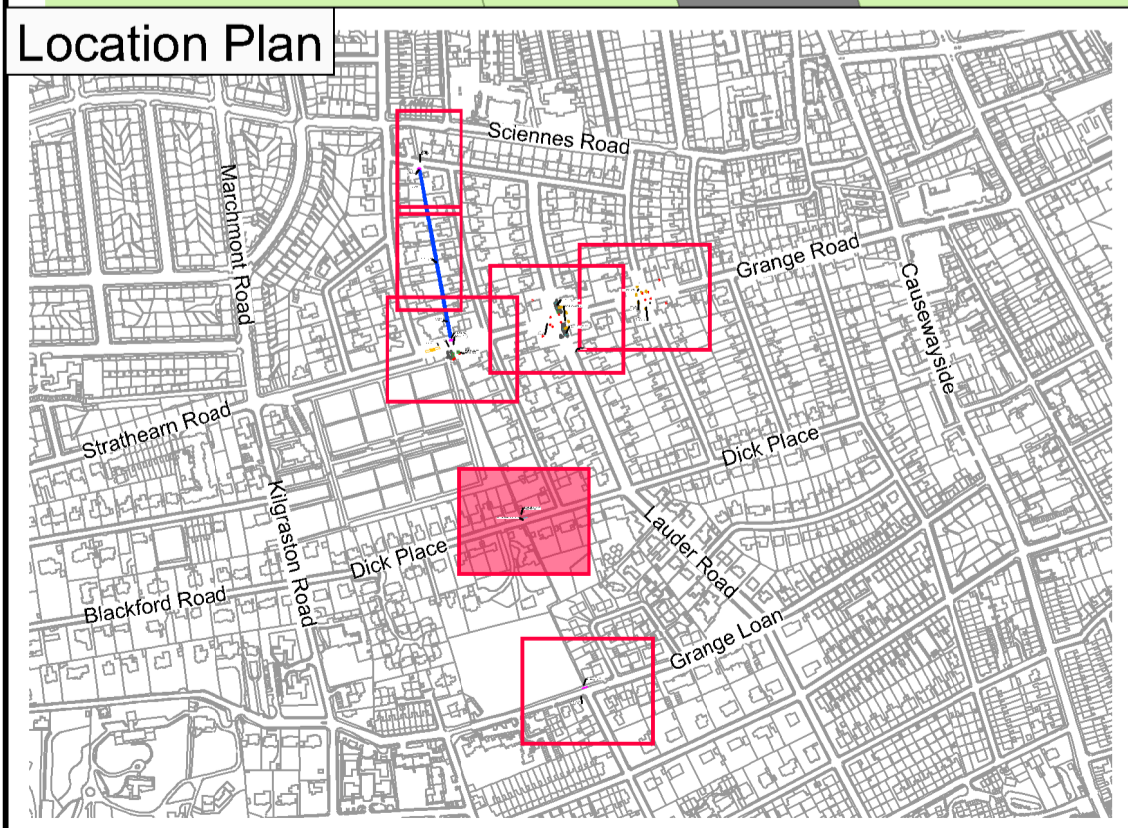 Location Plan
Sciennes Road
Marchmont Road
Grange Road
Causewayside
Strathearn Road
Dick Place
Kilgraston Road
Lauder Road
Dick Place
Blackford Road
Grange Loan